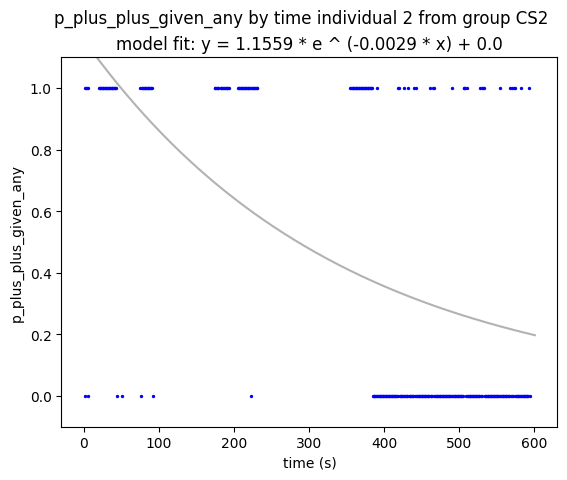 p_plus_plus_given_any by time individual 2 from group CS2
model fit: y = 1.1559 * e ^ (-0.0029 * x) + 0.0
p_plus_plus_given_any
1.0
0.8
0.6
0.4
0.2
0.0
0 100 200 300 400 500 600
time (s)